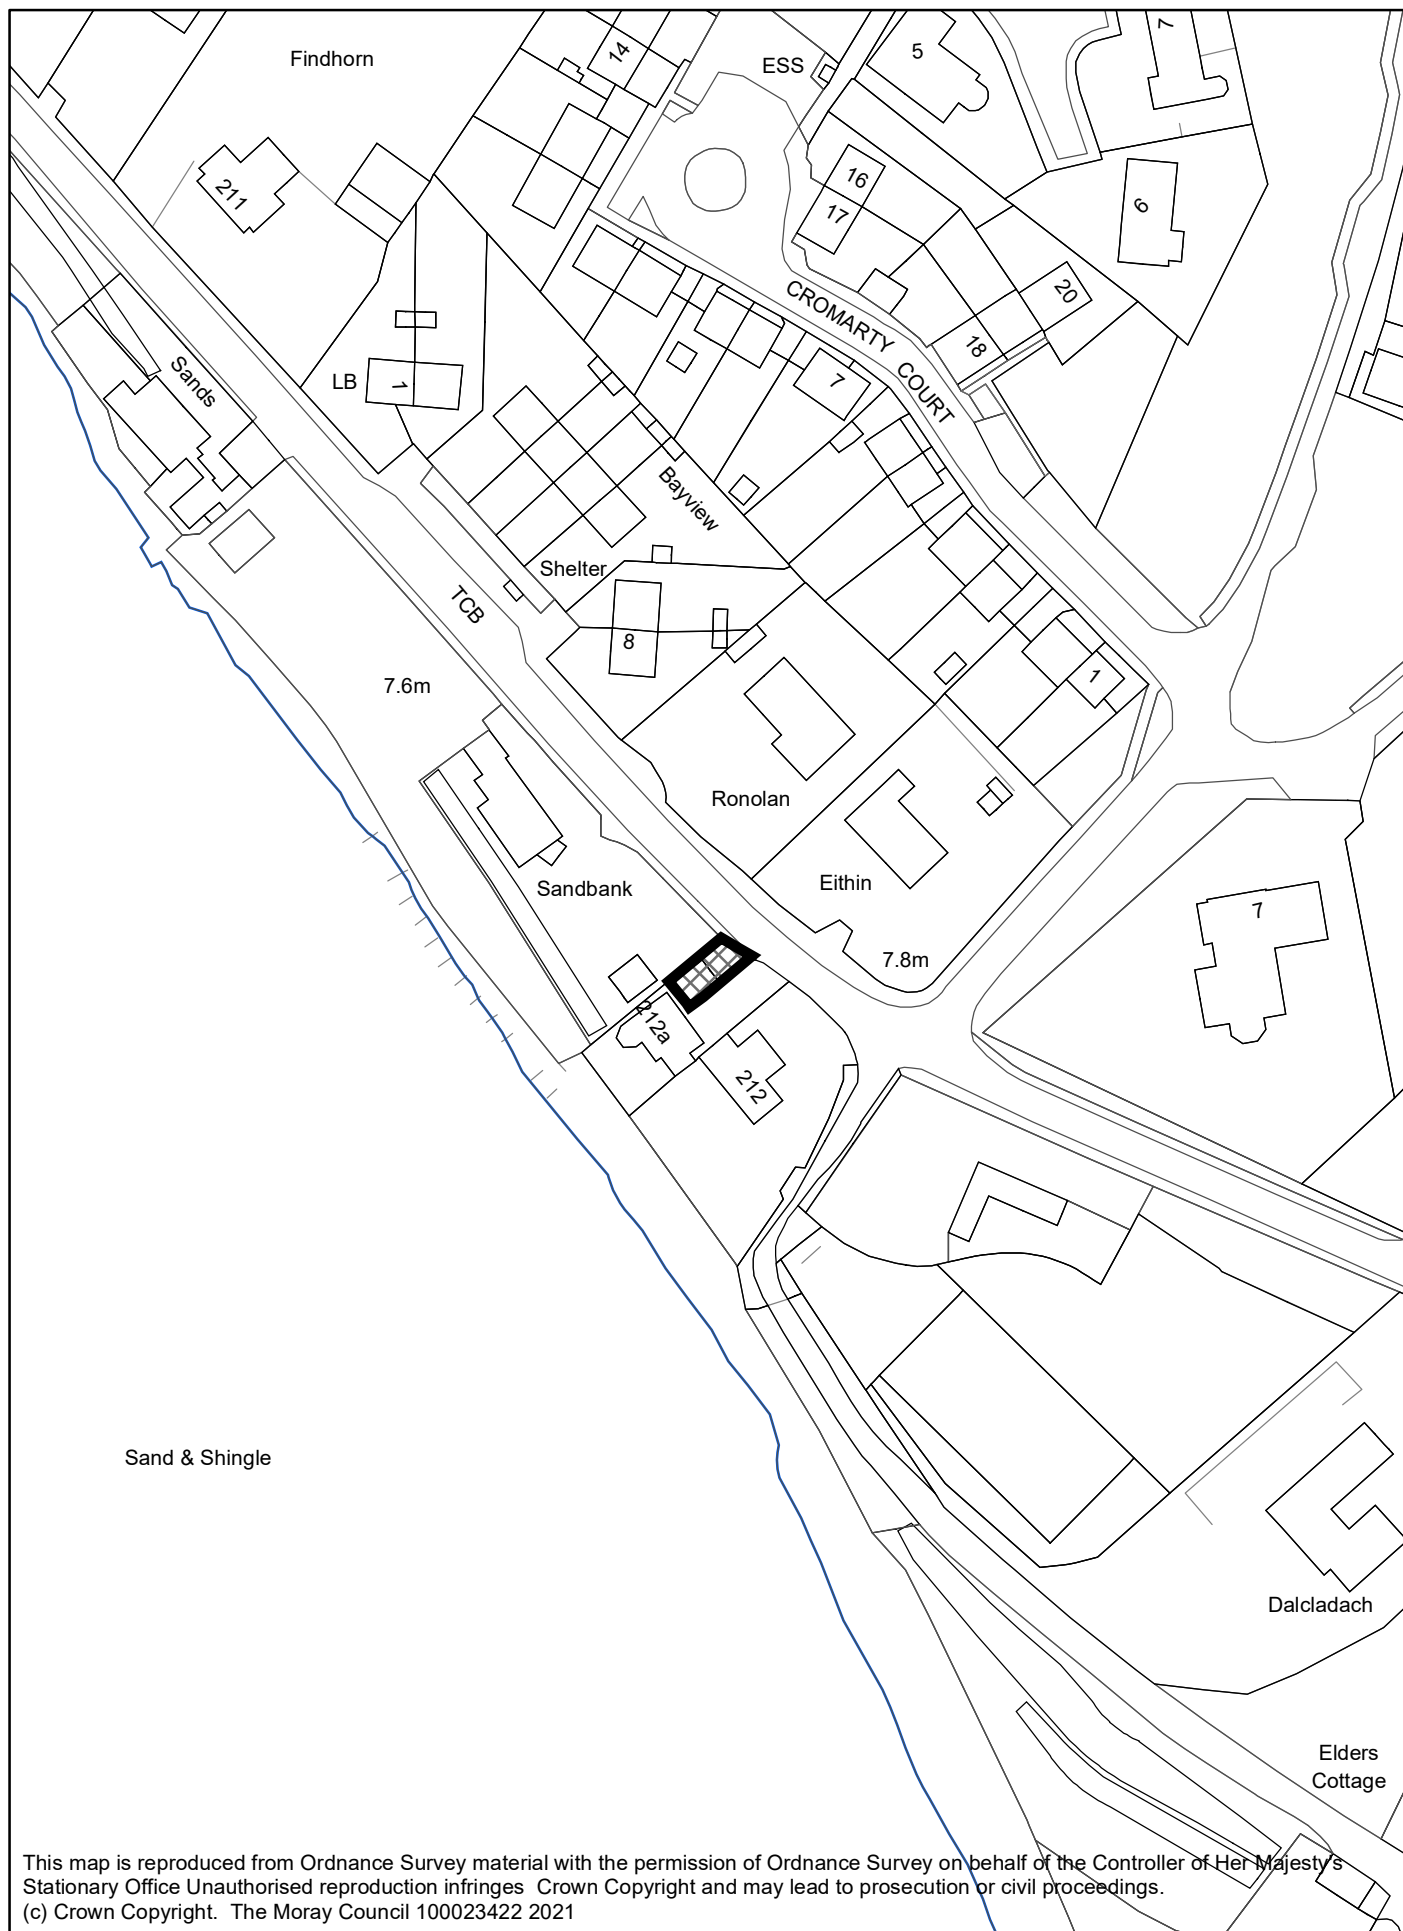 Findhorn
14
ESS
5
7
211
16
17
6
20
CROMARTY COURT
18
Sands
LB
1
7
Bayview
Shelter
TCB
8
1
7.6m
Ronolan
Eithin
Sandbank
7
7.8m
212a
212
Sand & Shingle
Dalcladach
Elders
Cottage
This map is reproduced from Ordnance Survey material with the permission of Ordnance Survey on behalf of the Controller of Her Majesty's
Stationary Office Unauthorised reproduction infringes  Crown Copyright and may lead to prosecution or civil proceedings.
(c) Crown Copyright.  The Moray Council 100023422 2021